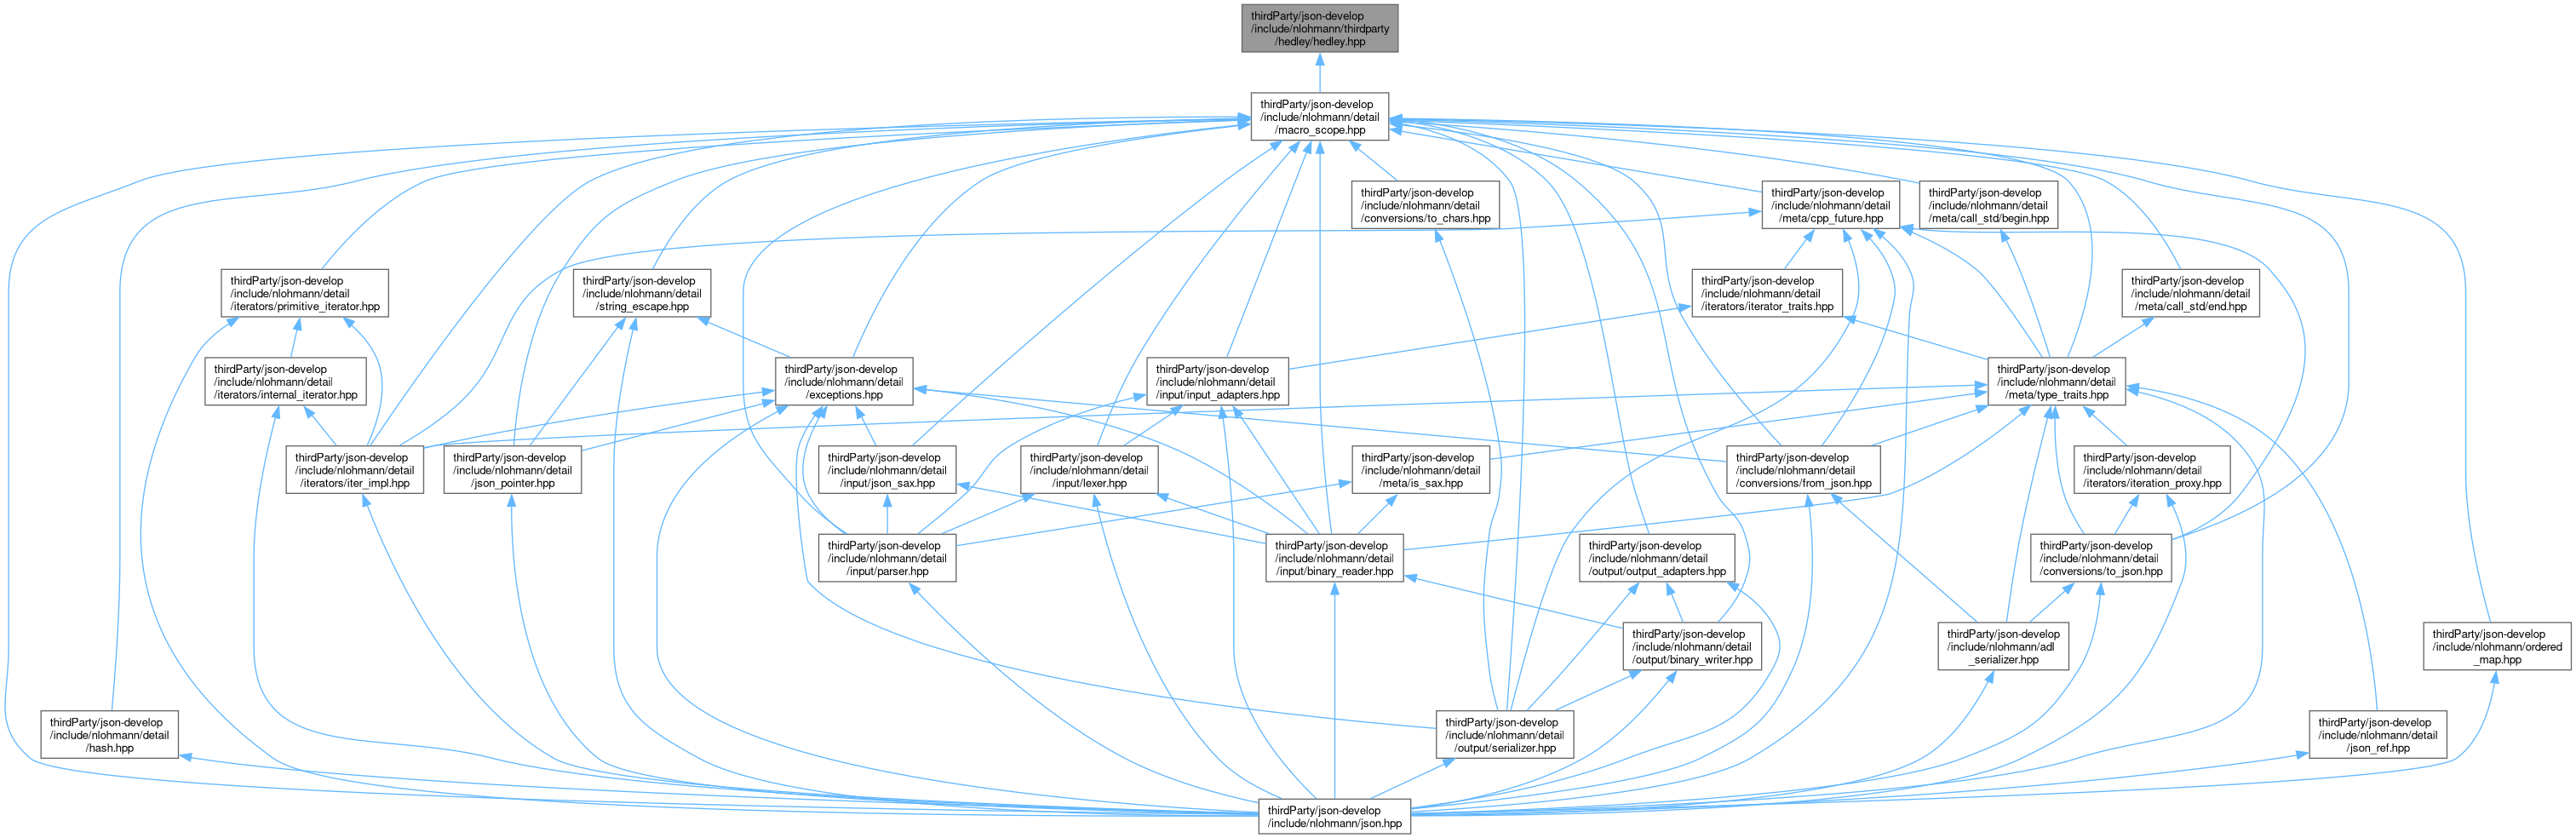 thirdParty/json-develop
/include/nlohmann/thirdparty
/hedley/hedley.hpp
thirdParty/json-develop
/include/nlohmann/detail
/macro_scope.hpp
thirdParty/json-develop
/include/nlohmann/detail
/conversions/to_chars.hpp
thirdParty/json-develop
/include/nlohmann/detail
/meta/cpp_future.hpp
thirdParty/json-develop
/include/nlohmann/detail
/meta/call_std/begin.hpp
thirdParty/json-develop
/include/nlohmann/detail
/iterators/primitive_iterator.hpp
thirdParty/json-develop
/include/nlohmann/detail
/string_escape.hpp
thirdParty/json-develop
/include/nlohmann/detail
/iterators/iterator_traits.hpp
thirdParty/json-develop
/include/nlohmann/detail
/meta/call_std/end.hpp
thirdParty/json-develop
/include/nlohmann/detail
/iterators/internal_iterator.hpp
thirdParty/json-develop
/include/nlohmann/detail
/exceptions.hpp
thirdParty/json-develop
/include/nlohmann/detail
/input/input_adapters.hpp
thirdParty/json-develop
/include/nlohmann/detail
/meta/type_traits.hpp
thirdParty/json-develop
/include/nlohmann/detail
/iterators/iter_impl.hpp
thirdParty/json-develop
/include/nlohmann/detail
/json_pointer.hpp
thirdParty/json-develop
/include/nlohmann/detail
/input/json_sax.hpp
thirdParty/json-develop
/include/nlohmann/detail
/input/lexer.hpp
thirdParty/json-develop
/include/nlohmann/detail
/meta/is_sax.hpp
thirdParty/json-develop
/include/nlohmann/detail
/conversions/from_json.hpp
thirdParty/json-develop
/include/nlohmann/detail
/iterators/iteration_proxy.hpp
thirdParty/json-develop
/include/nlohmann/detail
/input/parser.hpp
thirdParty/json-develop
/include/nlohmann/detail
/input/binary_reader.hpp
thirdParty/json-develop
/include/nlohmann/detail
/output/output_adapters.hpp
thirdParty/json-develop
/include/nlohmann/detail
/conversions/to_json.hpp
thirdParty/json-develop
/include/nlohmann/detail
/output/binary_writer.hpp
thirdParty/json-develop
/include/nlohmann/adl
_serializer.hpp
thirdParty/json-develop
/include/nlohmann/ordered
_map.hpp
thirdParty/json-develop
/include/nlohmann/detail
/hash.hpp
thirdParty/json-develop
/include/nlohmann/detail
/output/serializer.hpp
thirdParty/json-develop
/include/nlohmann/detail
/json_ref.hpp
thirdParty/json-develop
/include/nlohmann/json.hpp